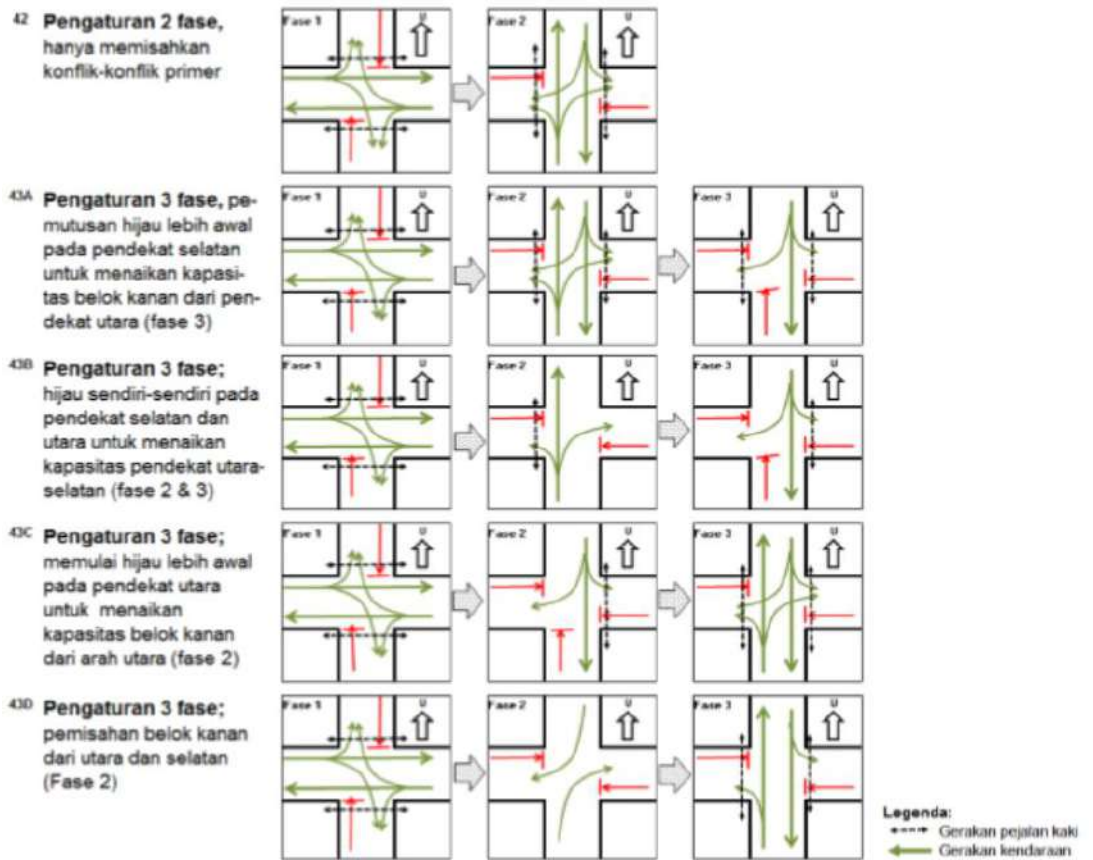 42 Pengaturan 2 fase,
hanya memisahkan
konflik-konflik primer
Fase 1
U
Fase 2
U
43A Pengaturan 3 fase, pe-
mutusan hijau lebih awal
pada pendekat selatan
untuk menaikan kapasi-
tas belok kanan dari pen-
dekat utara (fase 3)
Fase 1
U
Fase 2
U
Fase 3
U
43B Pengaturan 3 fase;
hijau sendiri-sendiri pada
pendekat selatan dan
utara untuk menaikan
kapasitas pendekat utara-
selatan (fase 2 & 3)
Fase 1
U
Fase 2
U
Fase 3
U
43C Pengaturan 3 fase;
memulai hijau lebih awal
pada pendekat utara
untuk menaikan
kapasitas belok kanan
dari arah utara (fase 2)
Fase 1
U
Fase 2
U
Fase 3
U
43D Pengaturan 3 fase;
pemisahan belok kanan
dari utara dan selatan
(Fase 2)
Fase 1
U
Fase 2
U
Fase 3
U
Legenda:
Gerakan pejalan kaki
Gerakan kendaraan